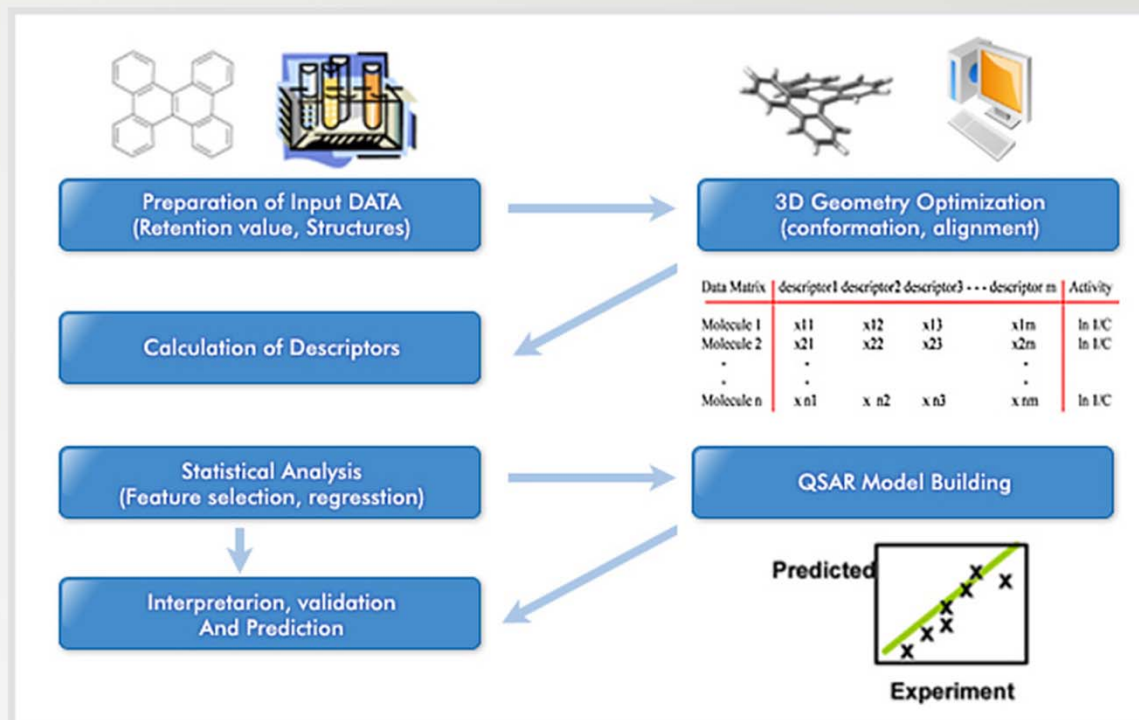 Preparation of Input DATA
(Retention value, Structures)
3D Geometry Optimization
(conformation, alignment)
Data Matrix descriptor1 descriptor2 descriptor3 - - - descriptor m Activity
Molecule 1 x11 x12 x13 x1m ln 1/C
Molecule 2 x21 x22 x23 x2m ln 1/C
Molecule n x n1 x n2 x n3 x nm ln 1/C
Calculation of Descriptors
Statistical Analysis
(Feature selection, regresstion)
QSAR Model Building
Interpretarion, validation
And Prediction
Predicted
Experiment